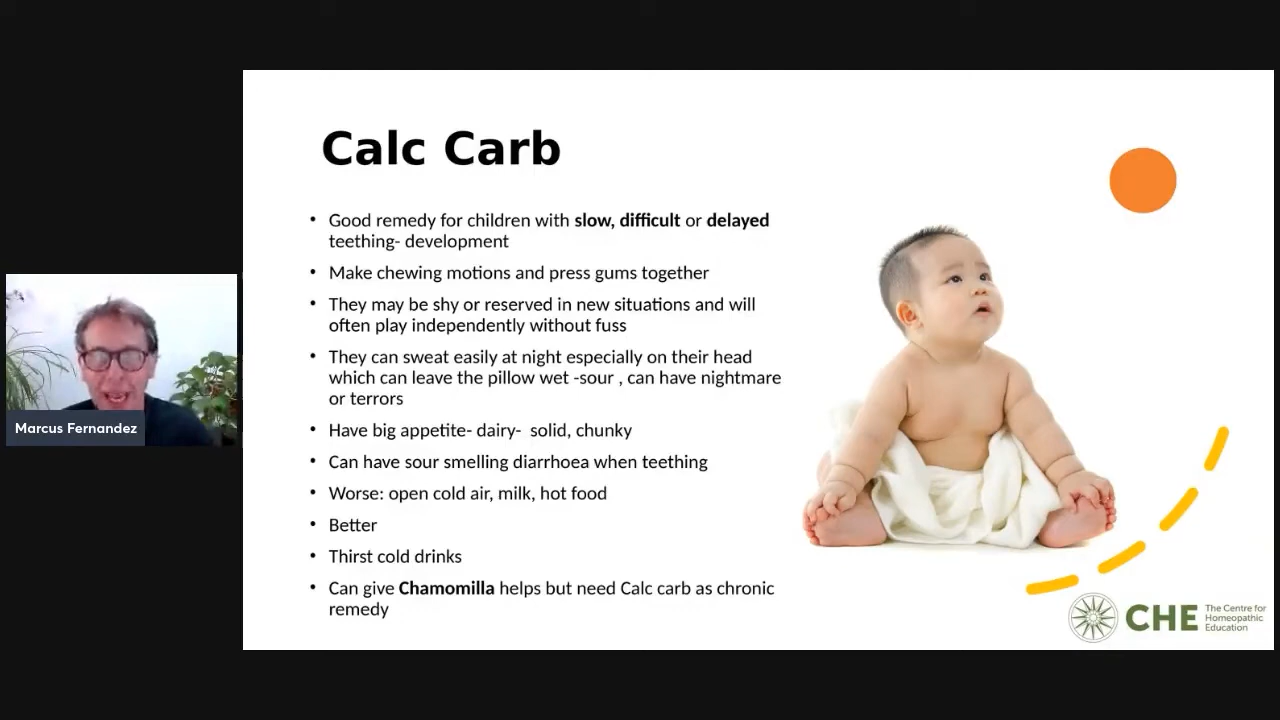 Calc Carb
• Good remedy for children with slow, difficult or delayed
teething- development
• Make chewing motions and press gums together
• They may be shy or reserved in new situations and will
often play independently without fuss
• They can sweat easily at night especially on their head
which can leave the pillow wet -sour , can have nightmare
or terrors
• Have big appetite- dairy-  solid, chunky
• Can have sour smelling diarrhoea when teething
• Worse: open cold air, milk, hot food
• Better
• Thirst cold drinks
• Can give Chamomilla helps but need Calc carb as chronic
remedy
Marcus Fernandez
CHE
The Centre for
Homeopathic
Education